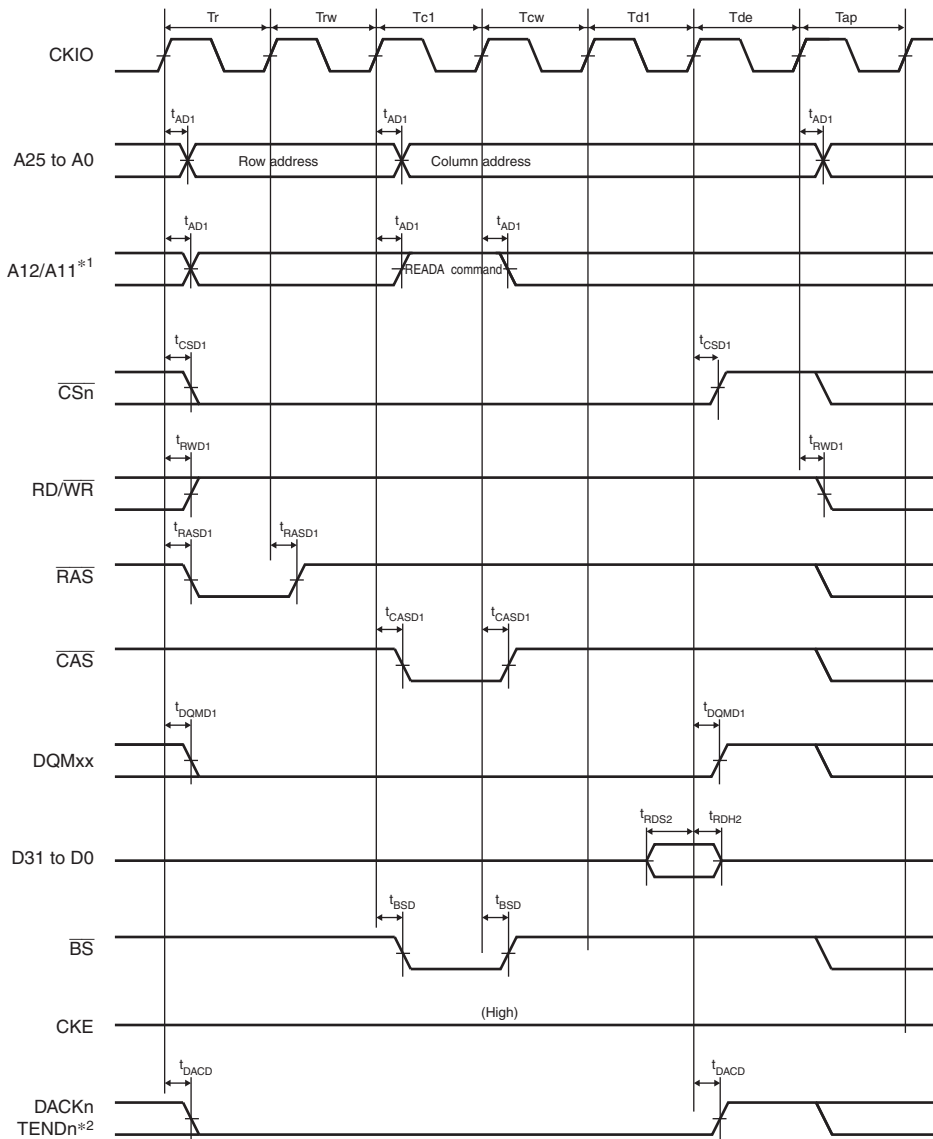 Tr Trw Tc1 Tcw Td1 Tde Tap
CKIO
tAD1 tAD1 tAD1
A25 to A0 Row address Column address
tAD1 tAD1 tAD1
A12/A11*1 READA command
tCSD1 tCSD1
CSn
tRWD1 tRWD1
RD/WR
tRASD1 tRASD1
RAS
tCASD1 tCASD1
CAS
tDQMD1 tDQMD1
DQMxx
tRDS2 tRDH2
D31 to D0
tBSD tBSD
BS
(High)
CKE
tDACD tDACD
DACKn
TENDn*2